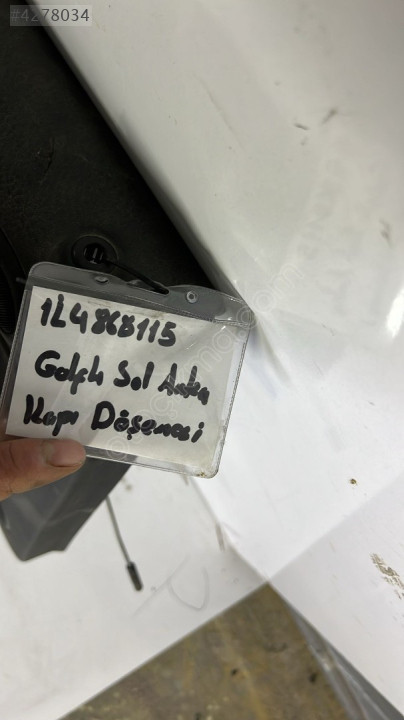 #4278034
1L4868115
Golf4 Sol Arka
Kapı Döşemesi